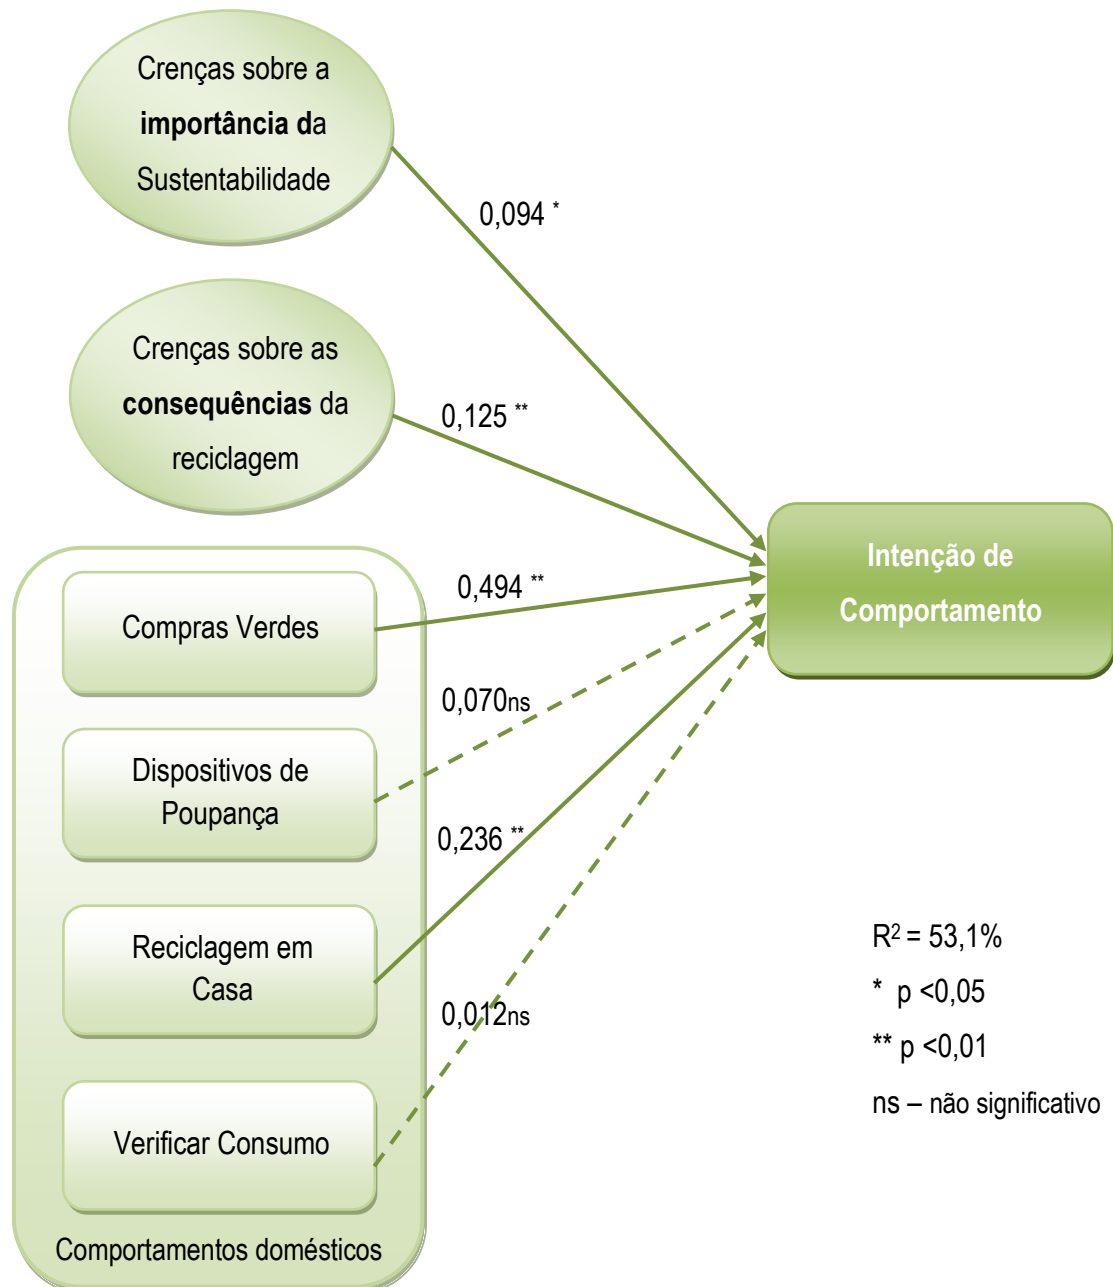 Crenças sobre a
importância da
Sustentabilidade
0,094 *
Crenças sobre as
consequências da
reciclagem
0,125 **
Intenção de
Comportamento
Compras Verdes
0,494 **
0,070ns
Dispositivos de
Poupança
0,236 **
Reciclagem em
Casa
0,012ns
Verificar Consumo
Comportamentos domésticos
R² = 53,1%
* p <0,05
** p <0,01
ns – não significativo